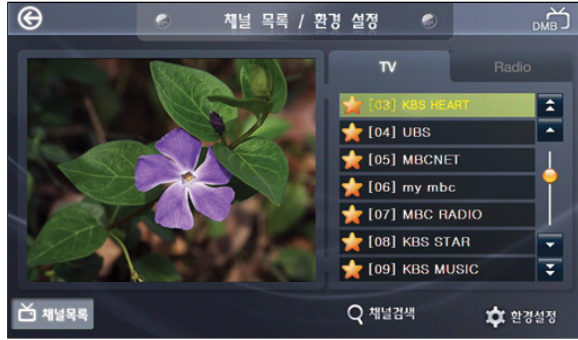 채널 목록 / 환경 설정
DMB
TV
Radio
[03] KBS HEART
[04] UBS
[05] MBCNET
[06] my mbc
[07] MBC RADIO
[08] KBS STAR
[09] KBS MUSIC
채널목록
채널검색
환경설정